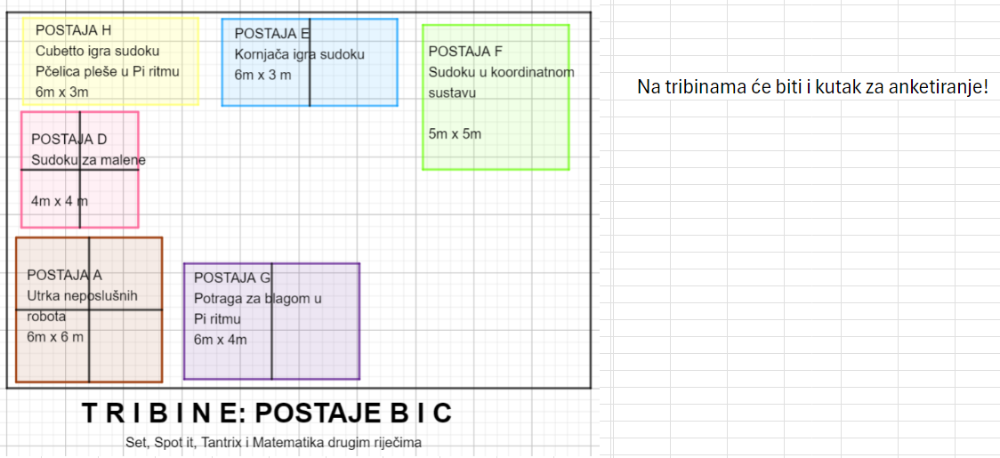 POSTAJA H
Cubetto igra sudoku
Pčelica pleše u Pi ritmu
6m x 3m
POSTAJA E
Kornjača igra sudoku
6m x 3 m
POSTAJA F
Sudoku u koordinatnom
sustavu
5m x 5m
Na tribinama će biti i kutak za anketiranje!
POSTAJA D
Sudoku za malene
4m x 4 m
POSTAJA A
Utrka neposlušnih
robota
6m x 6 m
POSTAJA G
Potraga za blagom u
Pi ritmu
6m x 4m
T R I B I N E: POSTAJE B I C
Set, Spot it, Tantrix i Matematika drugim riječima